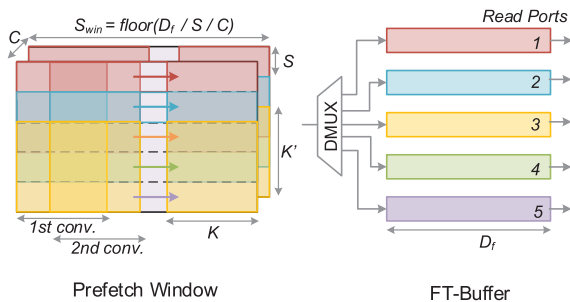 C
S_win = floor(D_f / S / C)
S
K'
1st conv.
2nd conv.
K
Prefetch Window
Read Ports
DMUX
1
2
3
4
5
D_f
FT-Buffer